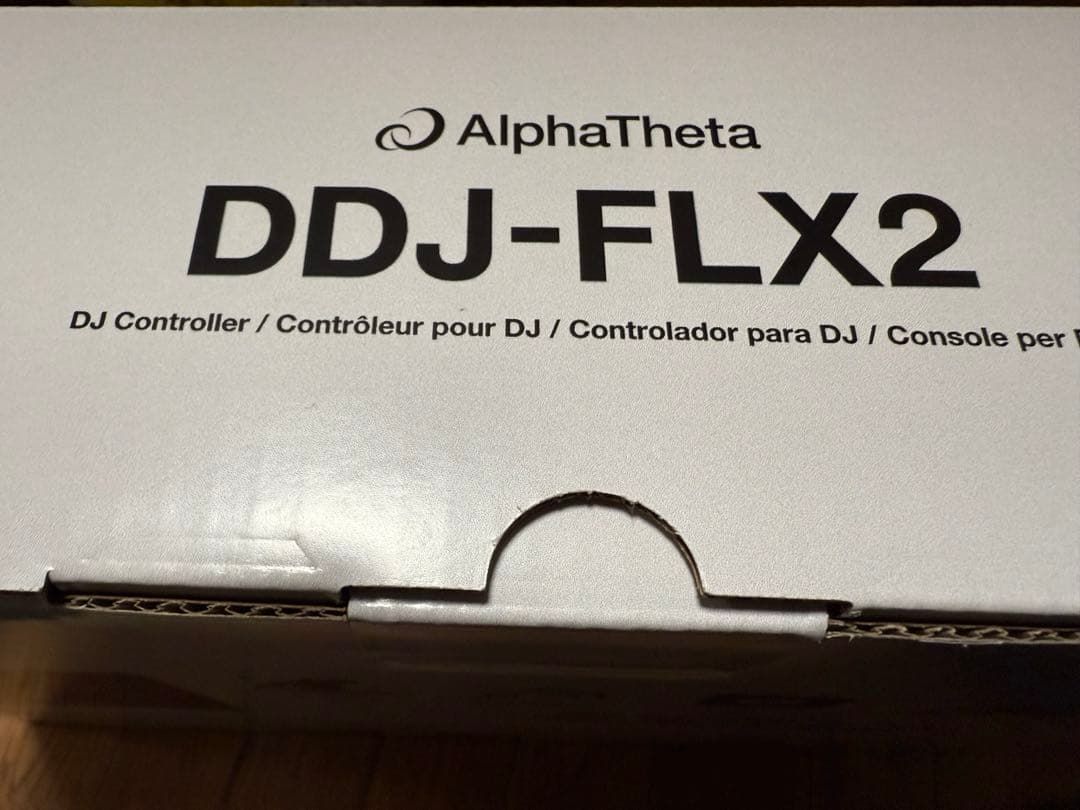 AlphaTheta
DDJ-FLX2
DJ Controller / Contrôleur pour DJ / Controlador para DJ / Console per